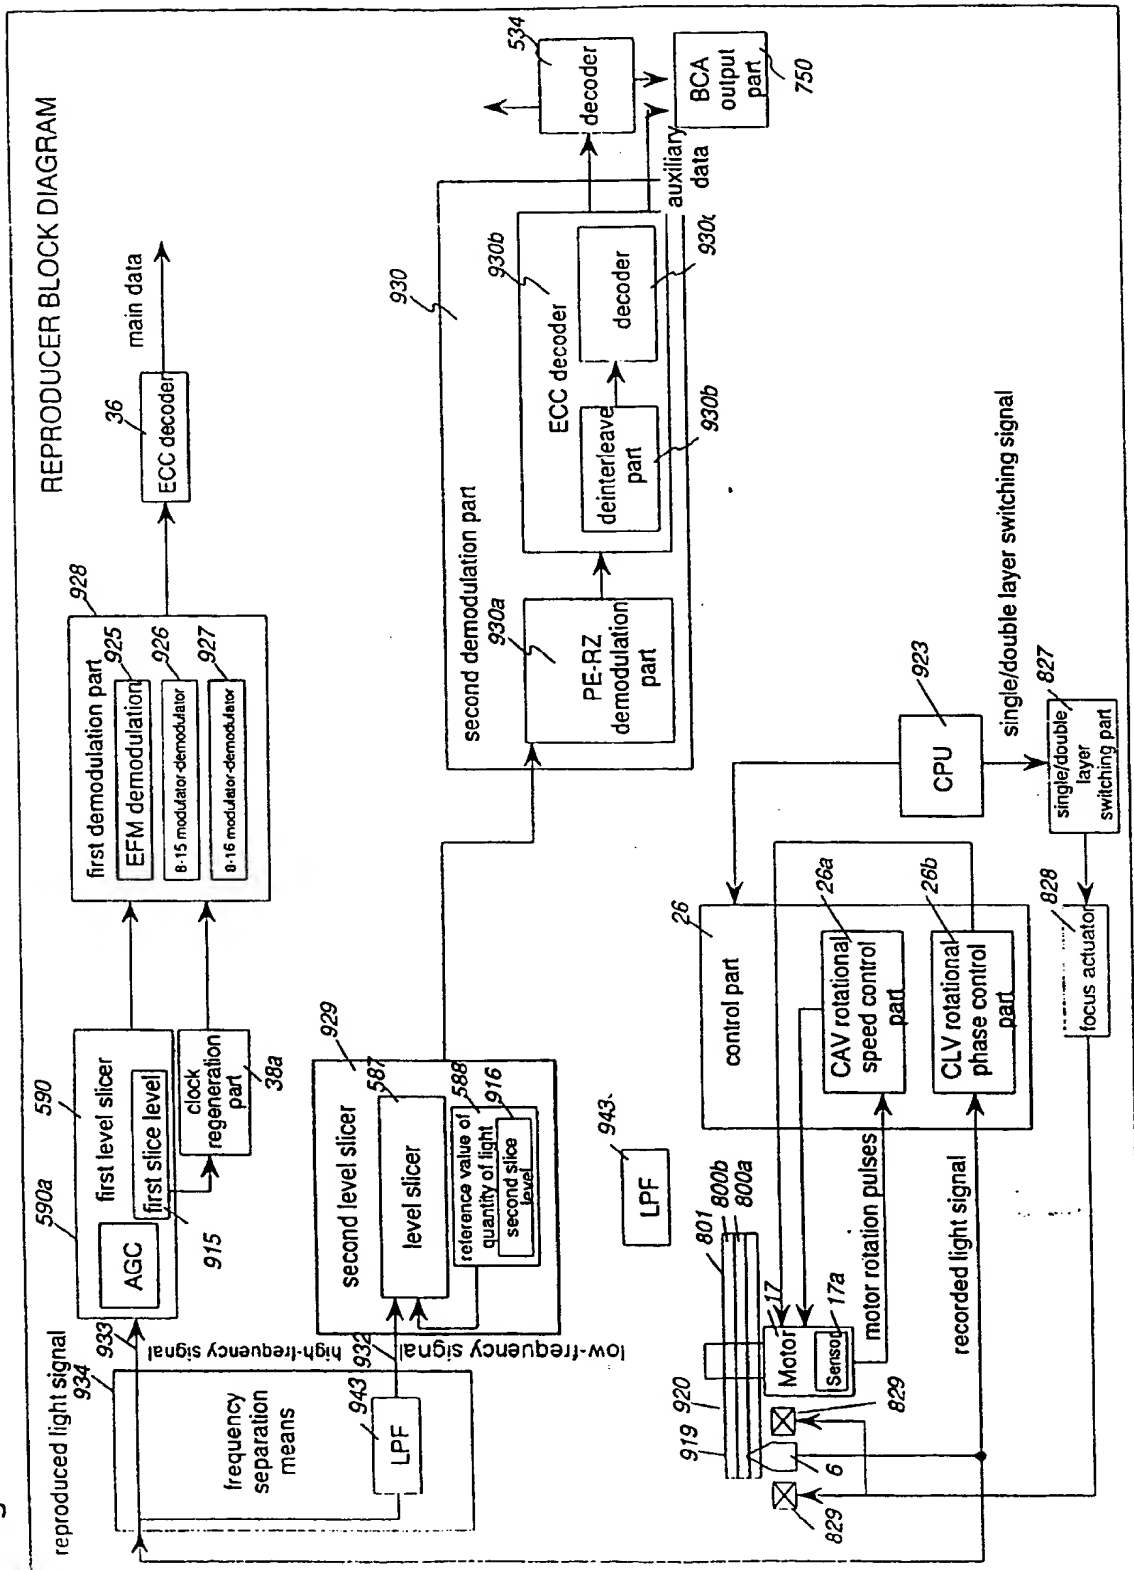 REPRODUCER BLOCK DIAGRAM
reproduced light signal
934
frequency
separation
means
943
LPF
933
high-frequency signal
932
low-frequency signal
590a
590
first level slicer
AGC
first slice level
915
clock
regeneration
part
38a
928
first demodulation part
925
EFM demodulation
926
8-15 modulator-demodulator
927
8-16 modulator-demodulator
36
ECC decoder
main data
929
second level slicer
587
level slicer
588
reference value of
quantity of light
916
second slice
level
930
second demodulation part
930a
PE-RZ
demodulation
part
930b
ECC decoder
deinterleave
part
930b
decoder
930c
auxiliary
data
534
decoder
BCA
output
part
750
943
LPF
801
800b
800a
919
920
17
Motor
17a
Sensor
829
6
829
motor rotation pulses
recorded light signal
26
control part
26a
CAV rotational
speed control
part
26b
CLV rotational
phase control
part
923
CPU
single/double layer switching signal
827
single/double
layer
switching part
828
focus actuator